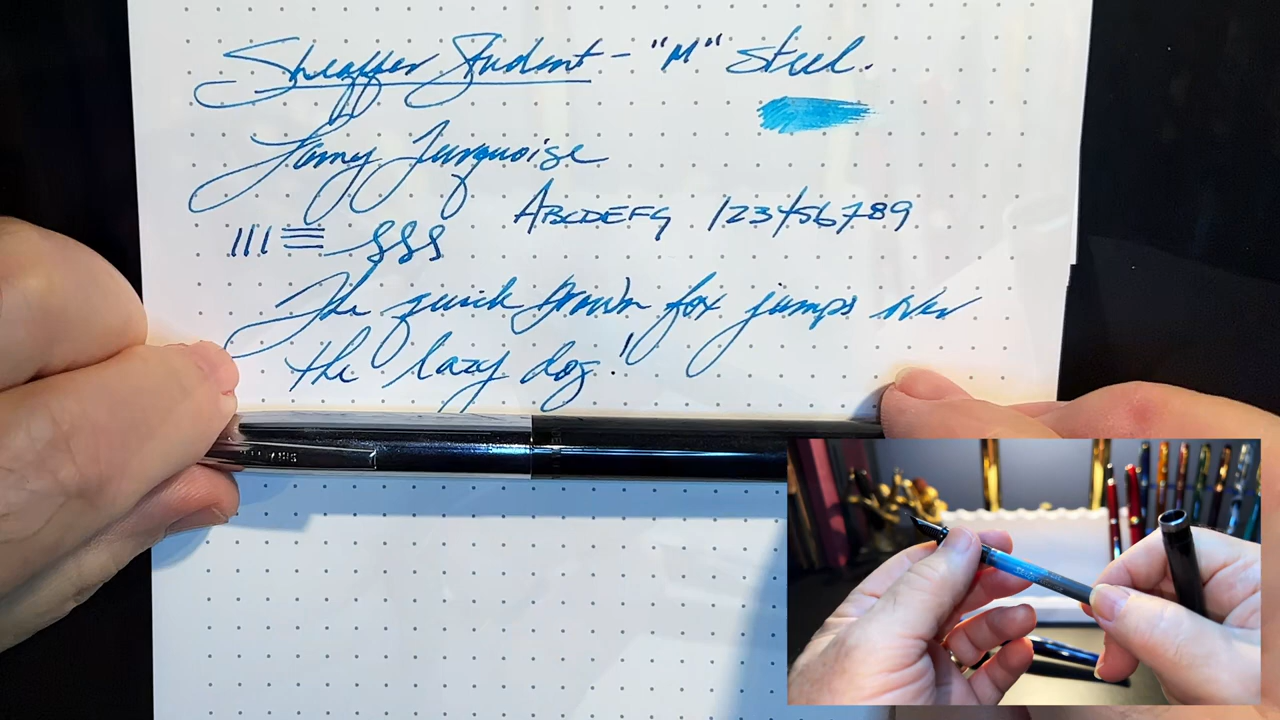 Sheaffer Student - "M" Steel.
Lamy Turquoise
ABCDEFG 123456789
The quick brown fox jumps over
the lazy dog!